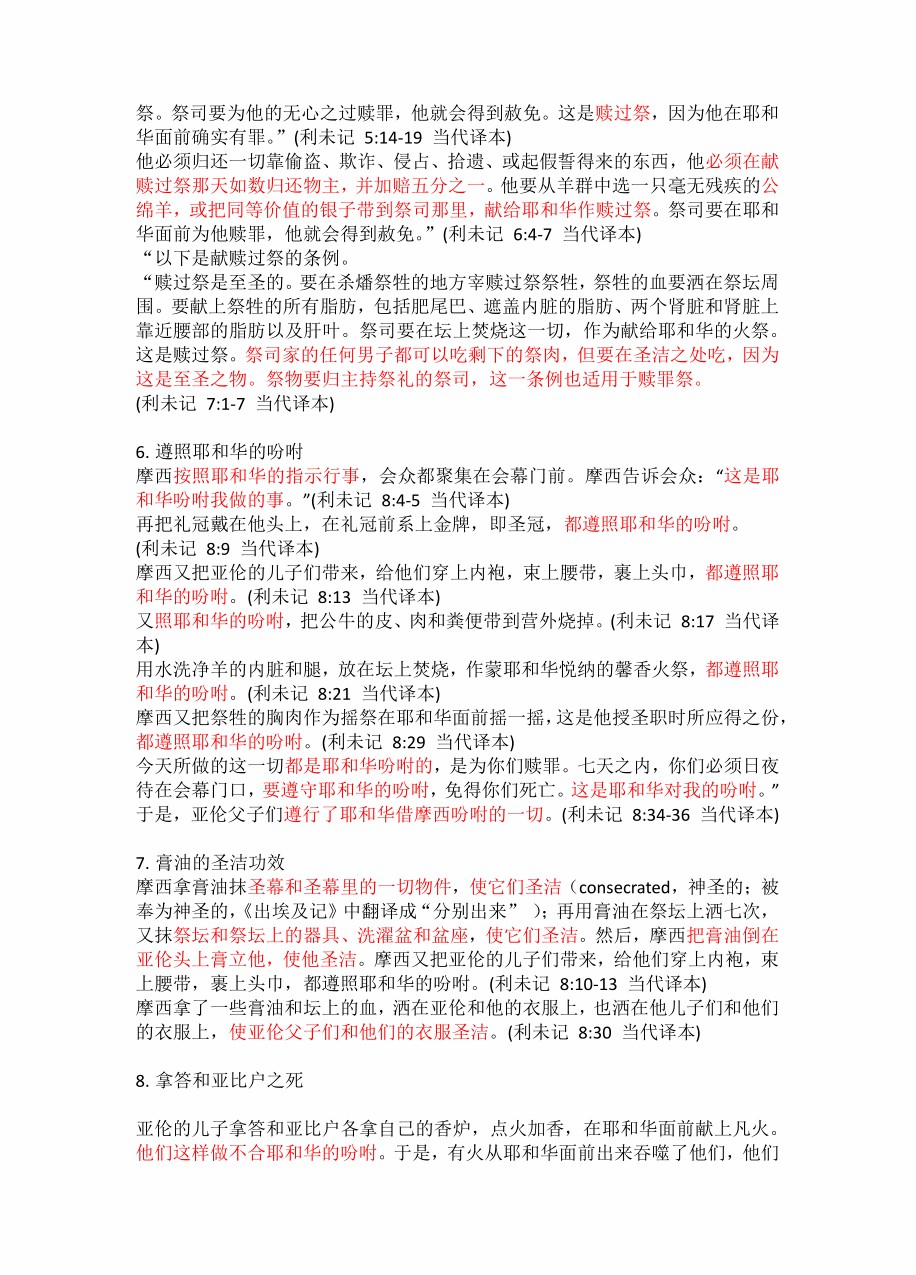 祭。祭司要为他的无心之过赎罪，他就会得到赦免。这是赎过祭，因为他在耶和
华面前确实有罪。”(利未记 5:14-19 当代译本)
他必须归还一切靠偷盗、欺诈、侵占、拾遗、或起假誓得来的东西，他必须在献
赎过祭那天如数归还物主，并加赔五分之一。他要从羊群中选一只毫无残疾的公
绵羊，或把同等价值的银子带到祭司那里，献给耶和华作赎过祭。祭司要在耶和
华面前为他赎罪，他就会得到赦免。”(利未记 6:4-7 当代译本)
“以下是献赎过祭的条例。
“赎过祭是至圣的。要在杀燔祭牲的地方宰赎过祭祭牲，祭牲的血要洒在祭坛周
围。要献上祭牲的所有脂肪，包括肥尾巴、遮盖内脏的脂肪、两个肾脏和肾脏上
靠近腰部的脂肪以及肝叶。祭司要在坛上焚烧这一切，作为献给耶和华的火祭。
这是赎过祭。祭司家的任何男子都可以吃剩下的祭肉，但要在圣洁之处吃，因为
这是至圣之物。祭物要归主持祭礼的祭司，这一条例也适用于赎罪祭。
(利未记 7:1-7 当代译本)
6. 遵照耶和华的吩咐
摩西按照耶和华的指示行事，会众都聚集在会幕门前。摩西告诉会众：“这是耶
和华吩咐我做的事。”(利未记 8:4-5 当代译本)
再把礼冠戴在他头上，在礼冠前系上金牌，即圣冠，都遵照耶和华的吩咐。
(利未记 8:9 当代译本)
摩西又把亚伦的儿子们带来，给他们穿上内袍，束上腰带，裹上头巾，都遵照耶
和华的吩咐。(利未记 8:13 当代译本)
又照耶和华的吩咐，把公牛的皮、肉和粪便带到营外烧掉。(利未记 8:17 当代译
本)
用水洗净羊的内脏和腿，放在坛上焚烧，作蒙耶和华悦纳的馨香火祭，都遵照耶
和华的吩咐。(利未记 8:21 当代译本)
摩西又把祭牲的胸肉作为摇祭在耶和华面前摇一摇，这是他授圣职时所应得之份，
都遵照耶和华的吩咐。(利未记 8:29 当代译本)
今天所做的这一切都是耶和华吩咐的，是为你们赎罪。七天之内，你们必须日夜
待在会幕门口，要遵守耶和华的吩咐，免得你们死亡。这是耶和华对我的吩咐。”
于是，亚伦父子们遵行了耶和华借摩西吩咐的一切。(利未记 8:34-36 当代译本)
7. 膏油的圣洁功效
摩西拿膏油抹圣幕和圣幕里的一切物件，使它们圣洁（consecrated，神圣的；被
奉为神圣的，《出埃及记》中翻译成“分别出来” ）；再用膏油在祭坛上洒七次，
又抹祭坛和祭坛上的器具、洗濯盆和盆座，使它们圣洁。然后，摩西把膏油倒在
亚伦头上膏立他，使他圣洁。摩西又把亚伦的儿子们带来，给他们穿上内袍，束
上腰带，裹上头巾，都遵照耶和华的吩咐。(利未记 8:10-13 当代译本)
摩西拿了一些膏油和坛上的血，洒在亚伦和他的衣服上，也洒在他儿子们和他们
的衣服上，使亚伦父子们和他们的衣服圣洁。(利未记 8:30 当代译本)
8. 拿答和亚比户之死
亚伦的儿子拿答和亚比户各拿自己的香炉，点火加香，在耶和华面前献上凡火。
他们这样做不合耶和华的吩咐。于是，有火从耶和华面前出来吞噬了他们，他们